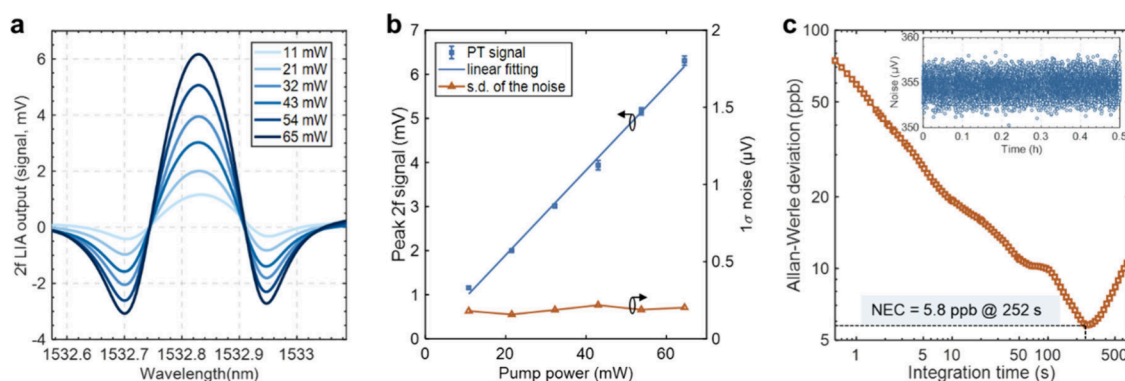 a
2f LIA output (signal, mV)
6
4
2
0
-2
-4
11 mW
21 mW
32 mW
43 mW
54 mW
65 mW
1532.6
1532.7
1532.8
1532.9
1533
Wavelength(nm)
b
Peak 2f signal (mV)
7
6
5
4
3
2
1
0
PT signal
linear fitting
s.d. of the noise
2
1.5
1
0.5
0
1σ noise (µV)
0
20
40
60
Pump power (mW)
c
Allan-Werle deviation (ppb)
100
50
20
10
5
Noise (µV)
360
355
350
0
0.1
0.2
0.3
0.4
0.5
Time (h)
NEC = 5.8 ppb @ 252 s
1
5
10
50
100
500
Integration time (s)